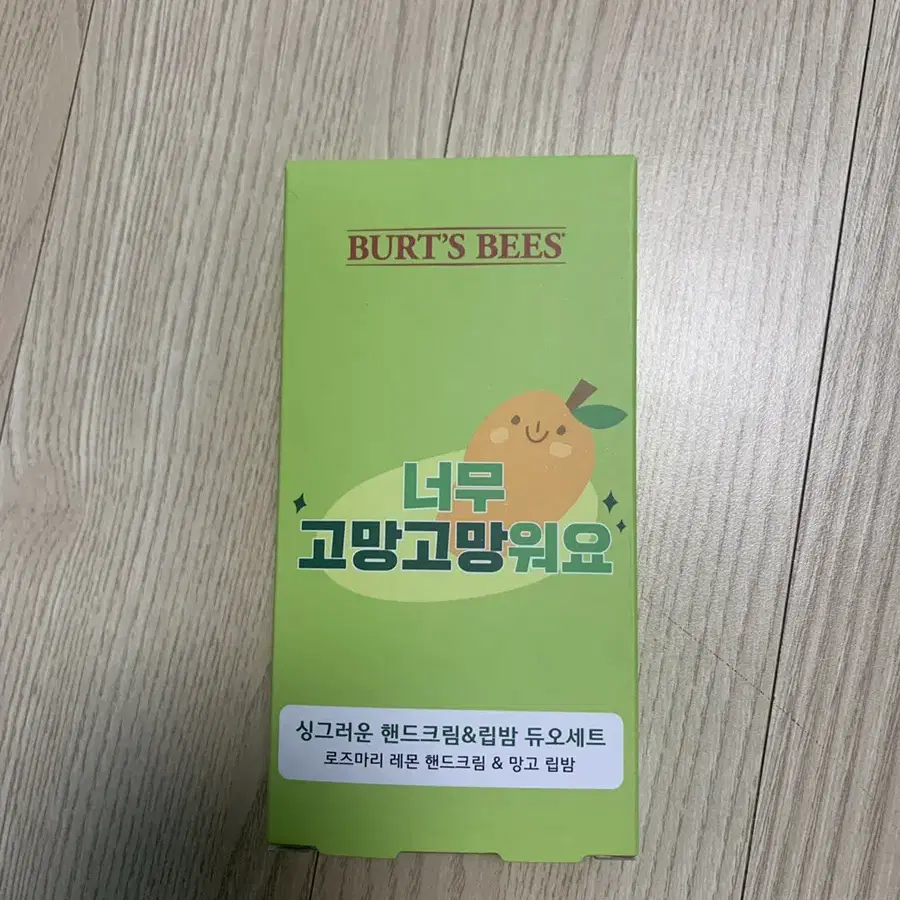 BURT'S BEES®
너무
고망고망워요
싱그러운 핸드크림&립밤 듀오세트
로즈마리 레몬 핸드크림 & 망고 립밤